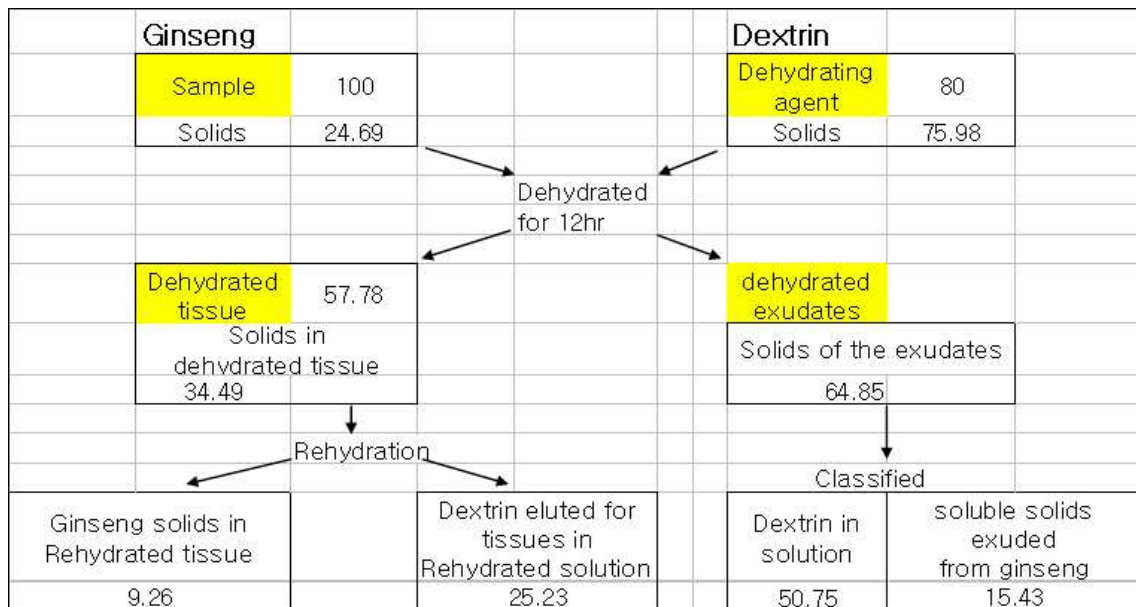 Ginseng
Dextrin
Sample 100
Dehydrating
agent 80
Solids 24.69
Solids 75.98
Dehydrated
for 12hr
Dehydrated
tissue 57.78
dehydrated
exudates
Solids in
dehydrated tissue
34.49
Solids of the exudates
64.85
Rehydration
Classified
Ginseng solids in
Rehydrated tissue
9.26
Dextrin eluted for
tissues in
Rehydrated solution
25.23
Dextrin in
solution
50.75
soluble solids
exuded
from ginseng
15.43